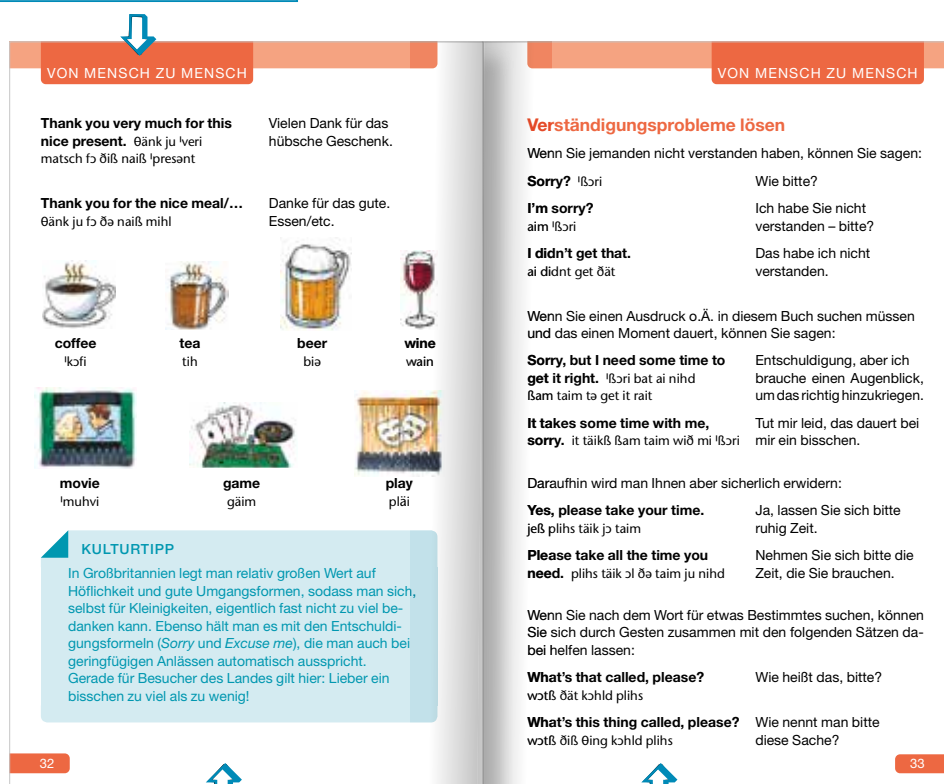 VON MENSCH ZU MENSCH
Thank you very much for this
nice present. θänk ju ˈveri
matsch fɔ ðiß naiß ˈpresənt
Vielen Dank für das
hübsche Geschenk.
Thank you for the nice meal/…
θänk ju fɔ ðə naiß mihl
Danke für das gute.
Essen/etc.
coffee
ˈkɔfi
tea
tih
beer
biə
wine
wain
movie
ˈmuhvi
game
gäim
play
pläi
KULTURTIPP
In Großbritannien legt man relativ großen Wert auf
Höflichkeit und gute Umgangsformen, sodass man sich,
selbst für Kleinigkeiten, eigentlich fast nicht zu viel be-
danken kann. Ebenso hält man es mit den Entschuldi-
gungsformeln (Sorry und Excuse me), die man auch bei
geringfügigen Anlässen automatisch ausspricht.
Gerade für Besucher des Landes gilt hier: Lieber ein
bisschen zu viel als zu wenig!
32
VON MENSCH ZU MENSCH
Verständigungsprobleme lösen
Wenn Sie jemanden nicht verstanden haben, können Sie sagen:
Sorry? ˈßɔri
Wie bitte?
I'm sorry?
aim ˈßɔri
Ich habe Sie nicht
verstanden – bitte?
I didn't get that.
ai didnt get ðät
Das habe ich nicht
verstanden.
Wenn Sie einen Ausdruck o.Ä. in diesem Buch suchen müssen
und das einen Moment dauert, können Sie sagen:
Sorry, but I need some time to
get it right. ˈßɔri bat ai nihd
ßam taim tə get it rait
Entschuldigung, aber ich
brauche einen Augenblick,
um das richtig hinzukriegen.
It takes some time with me,
sorry. it täikß ßam taim wið mi ˈßɔri
Tut mir leid, das dauert bei
mir ein bisschen.
Daraufhin wird man Ihnen aber sicherlich erwidern:
Yes, please take your time.
jeß plihs täik jɔ taim
Ja, lassen Sie sich bitte
ruhig Zeit.
Please take all the time you
need. plihs täik ɔl ðə taim ju nihd
Nehmen Sie sich bitte die
Zeit, die Sie brauchen.
Wenn Sie nach dem Wort für etwas Bestimmtes suchen, können
Sie sich durch Gesten zusammen mit den folgenden Sätzen da-
bei helfen lassen:
What's that called, please?
wɔtß ðät kɔhld plihs
Wie heißt das, bitte?
What's this thing called, please?
wɔtß ðiß θing kɔhld plihs
Wie nennt man bitte
diese Sache?
33